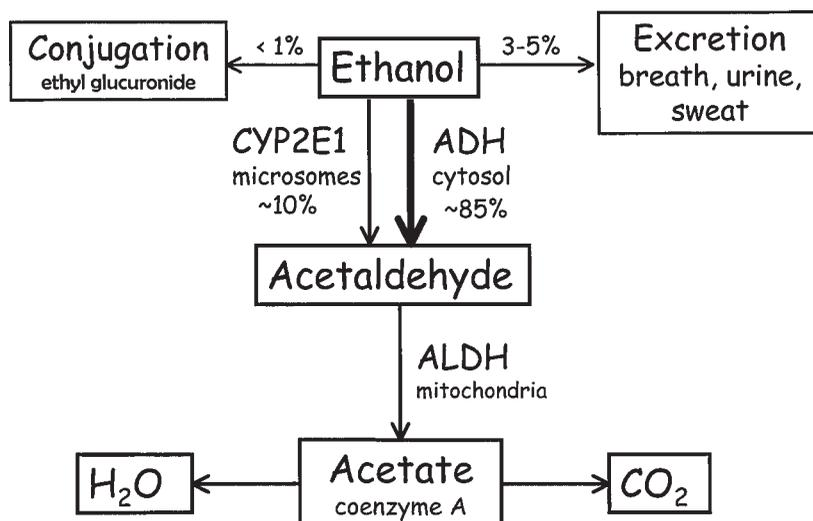 Conjugation
ethyl glucuronide
< 1%
Ethanol
3-5%
Excretion
breath, urine,
sweat
CYP2E1
microsomes
~10%
ADH
cytosol
~85%
Acetaldehyde
ALDH
mitochondria
H₂O
Acetate
coenzyme A
CO₂